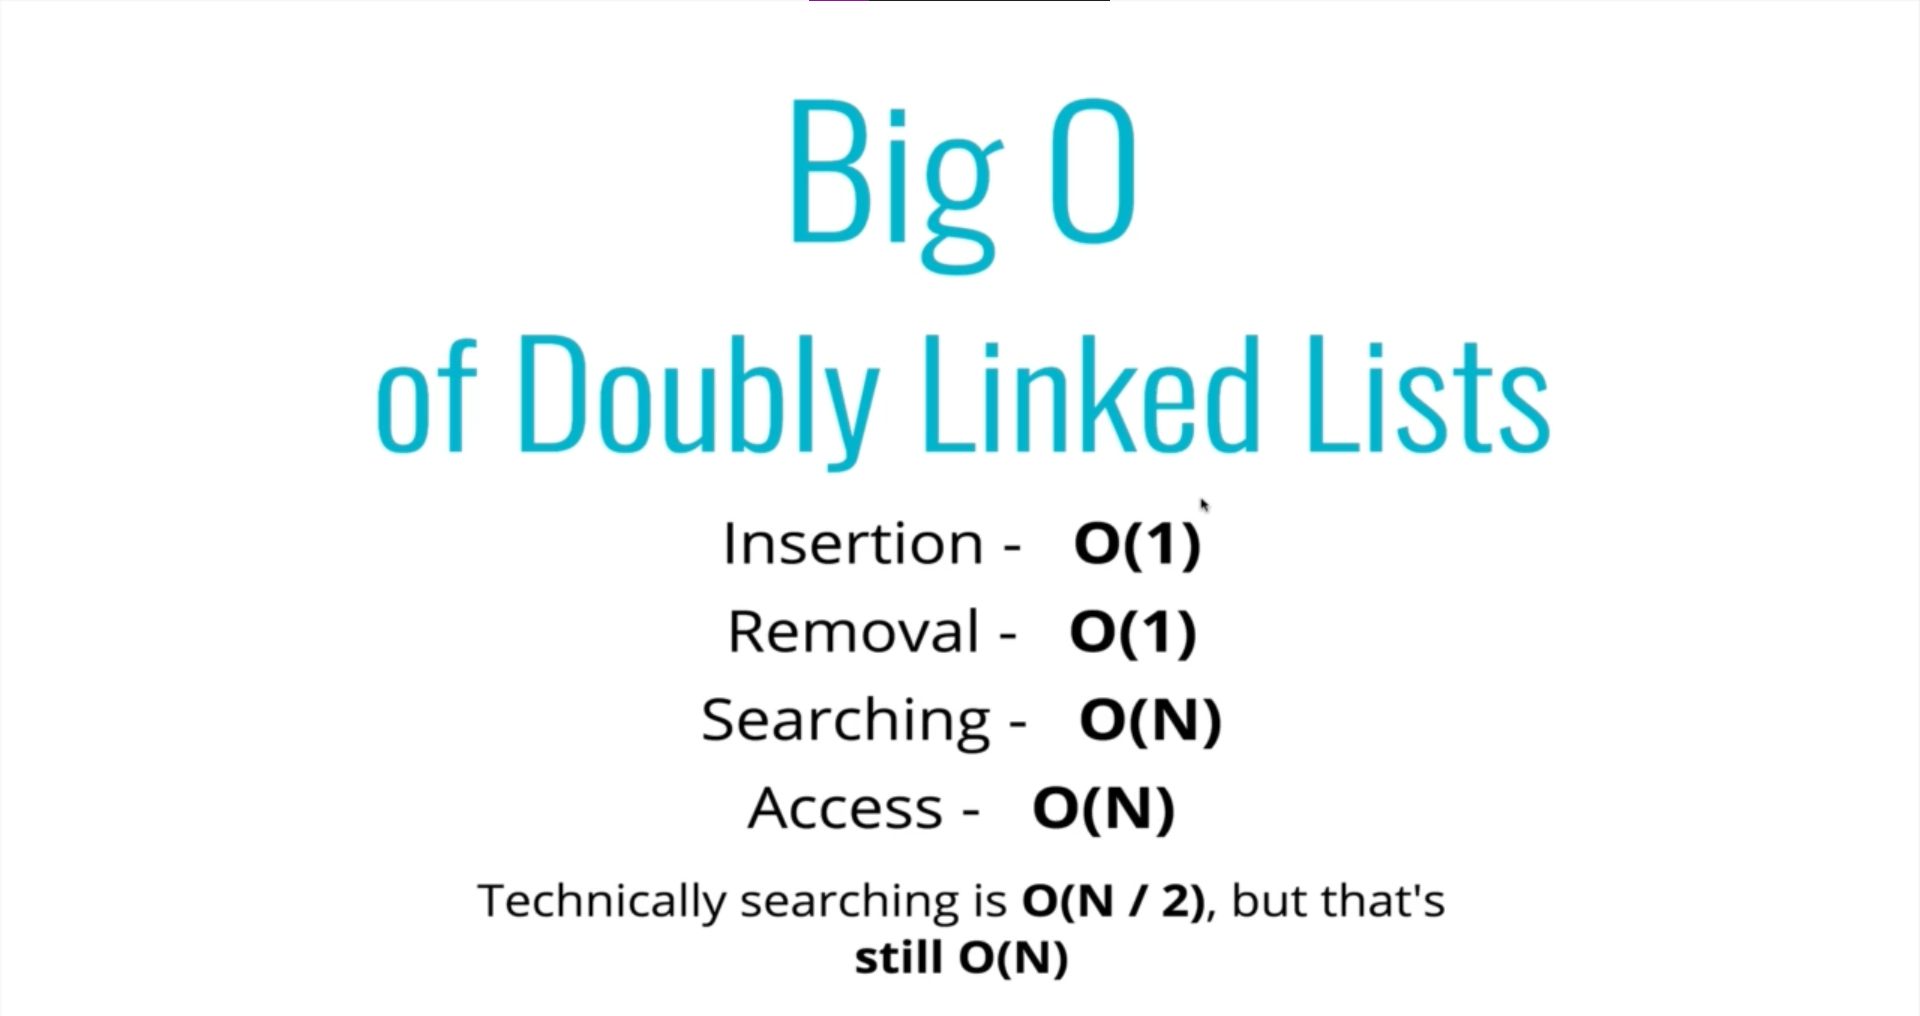 Big O
of Doubly Linked Lists
Insertion - O(1)
Removal - O(1)
Searching - O(N)
Access - O(N)
Technically searching is O(N / 2), but that's
still O(N)